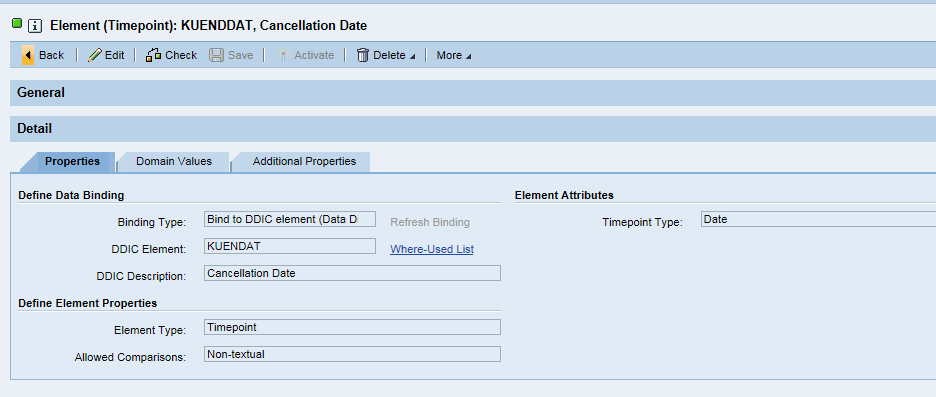 Element (Timepoint): KUENDDAT, Cancellation Date
Back Edit Check Save Activate Delete More
General
Detail
Properties Domain Values Additional Properties
Define Data Binding Element Attributes
Binding Type: Bind to DDIC element (Data D Refresh Binding Timepoint Type: Date
DDIC Element: KUENDAT Where-Used List
DDIC Description: Cancellation Date
Define Element Properties
Element Type: Timepoint
Allowed Comparisons: Non-textual